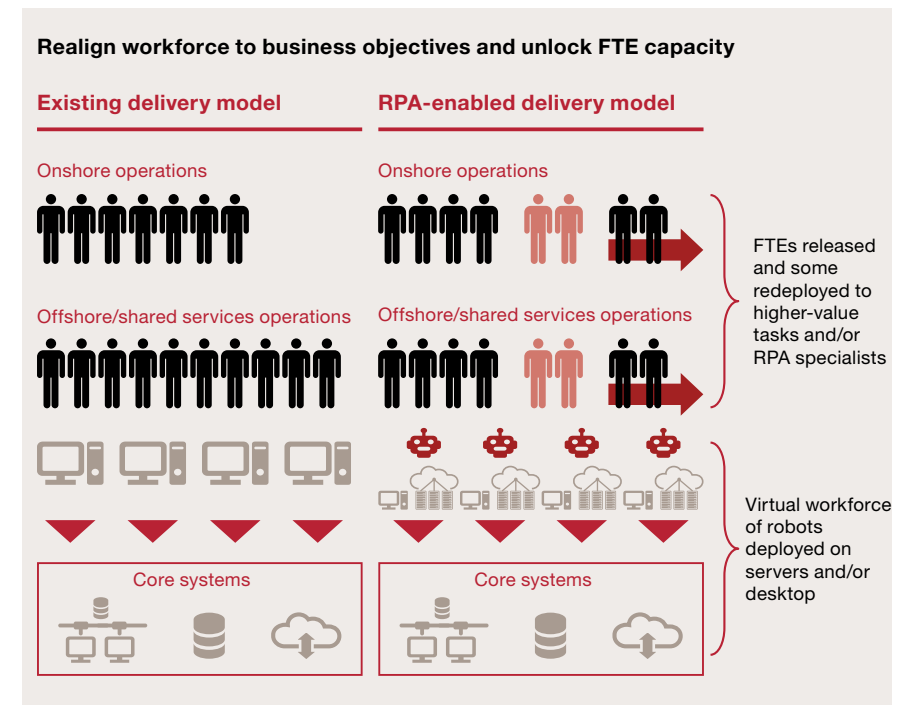 Realign workforce to business objectives and unlock FTE capacity
Existing delivery model
RPA-enabled delivery model
Onshore operations
Onshore operations
FTEs released
and some
redeployed to
higher-value
tasks and/or
RPA specialists
Offshore/shared services operations
Offshore/shared services operations
Virtual workforce
of robots
deployed on
servers and/or
desktop
Core systems
Core systems